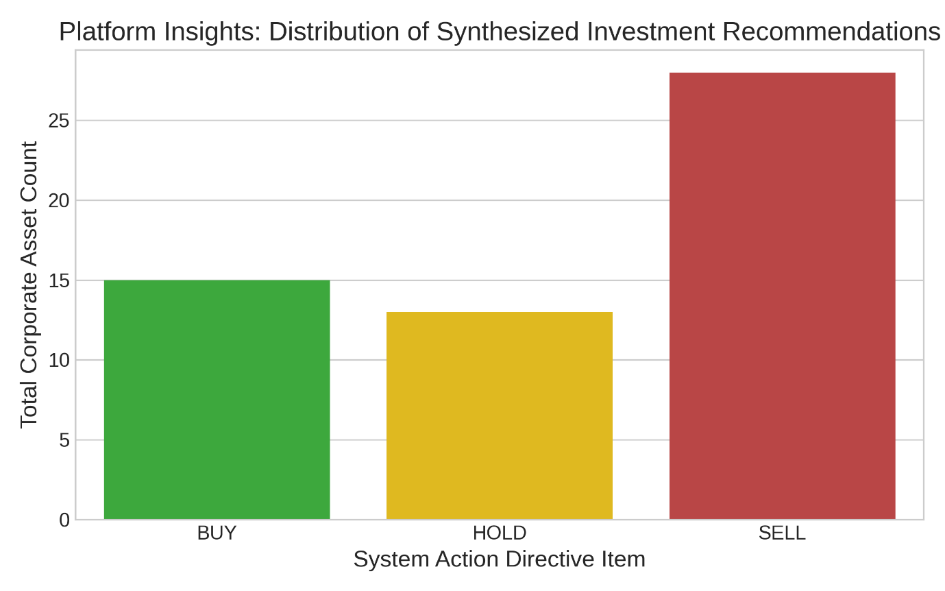 Platform Insights: Distribution of Synthesized Investment Recommendations
Total Corporate Asset Count
25
20
15
10
5
0
BUY HOLD SELL
System Action Directive Item